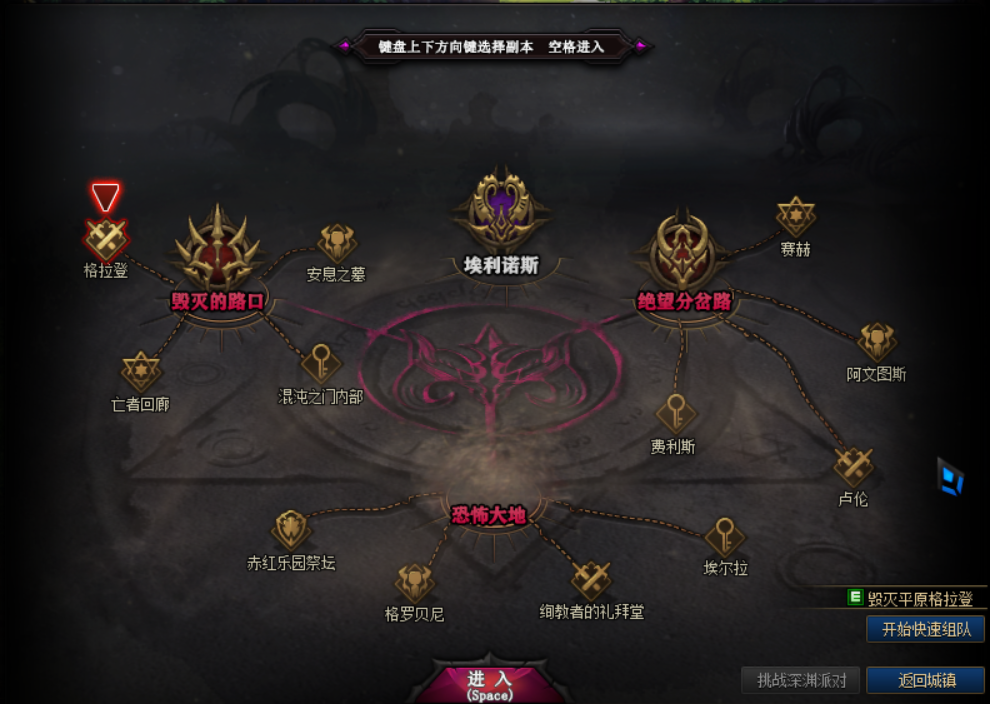 键盘上下方向键选择副本 空格进入
格拉登
安息之墓
埃利诺斯
赛赫
毁灭的路口
绝望分岔路
亡者回廊
混沌之门内部
阿文图斯
费利斯
卢伦
恐怖大地
赤红乐园祭坛
格罗贝尼
殉教者的礼拜堂
埃尔拉
E 毁灭平原格拉登
开始快速组队
进 入
(Space)
挑战深渊派对
返回城镇